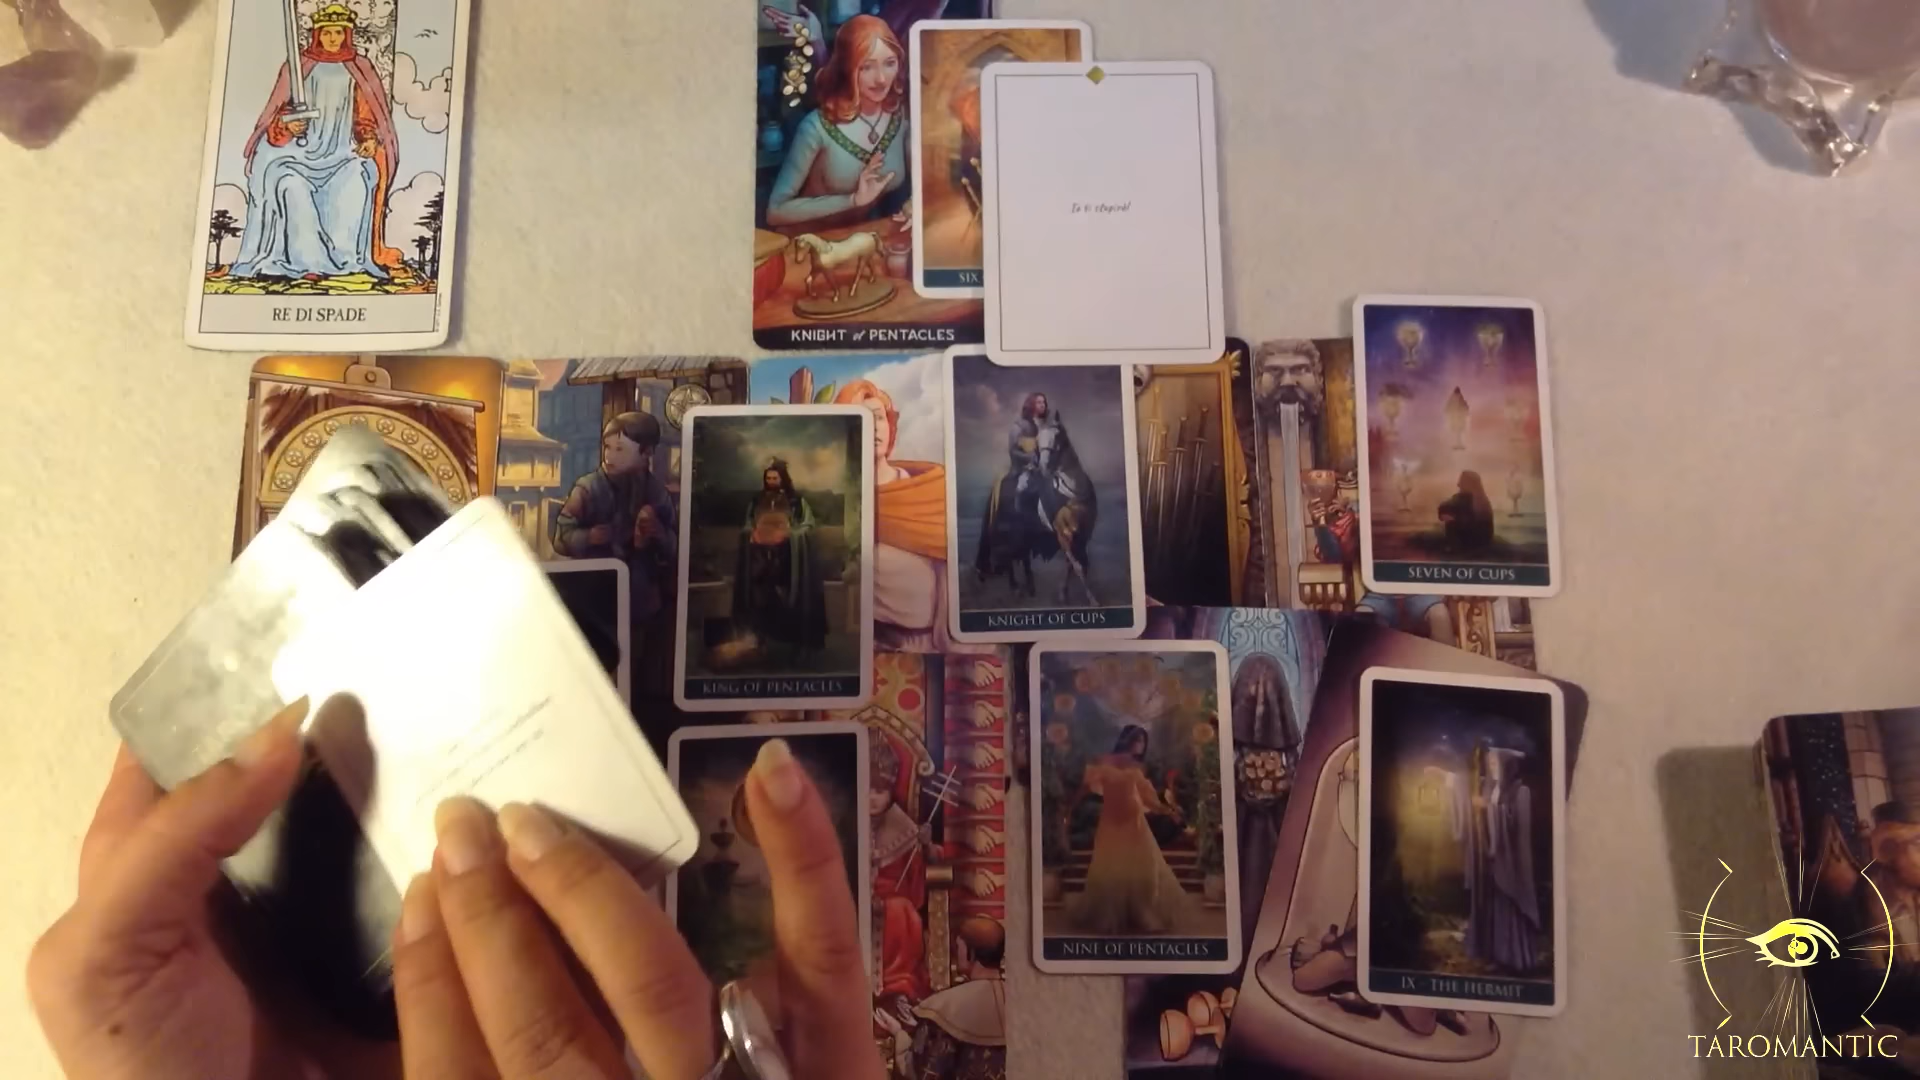 RE DI SPADE
KNIGHT of PENTACLES
SIX
KING OF PENTACLES
KNIGHT OF CUPS
SEVEN OF CUPS
NINE OF PENTACLES
IX - THE HERMIT
TAROMANTIC